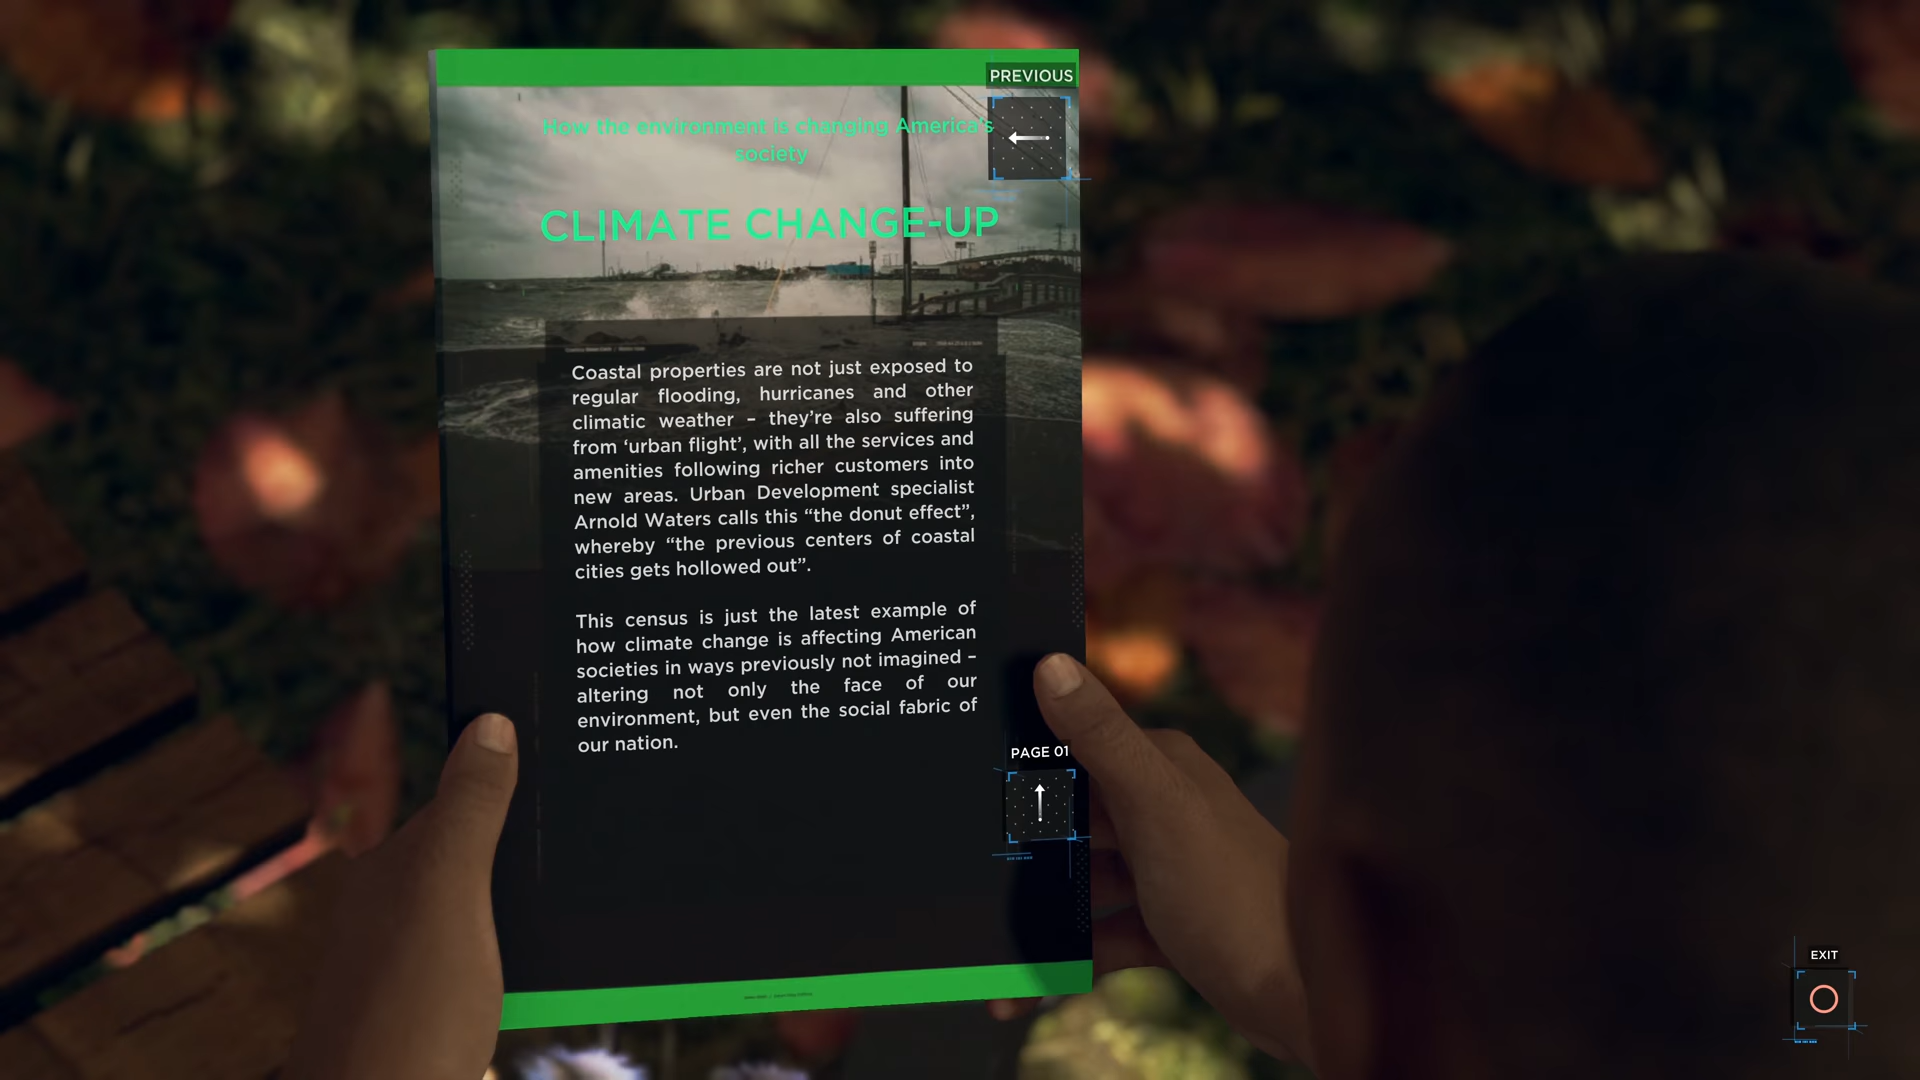 PREVIOUS
How the environment is changing America's
society
CLIMATE CHANGE-UP
Coastal properties are not just exposed to
regular flooding, hurricanes and other
climatic weather – they're also suffering
from ‘urban flight’, with all the services and
amenities following richer customers into
new areas. Urban Development specialist
Arnold Waters calls this “the donut effect”,
whereby “the previous centers of coastal
cities gets hollowed out”.
This census is just the latest example of
how climate change is affecting American
societies in ways previously not imagined –
altering not only the face of our
environment, but even the social fabric of
our nation.
PAGE 01
EXIT